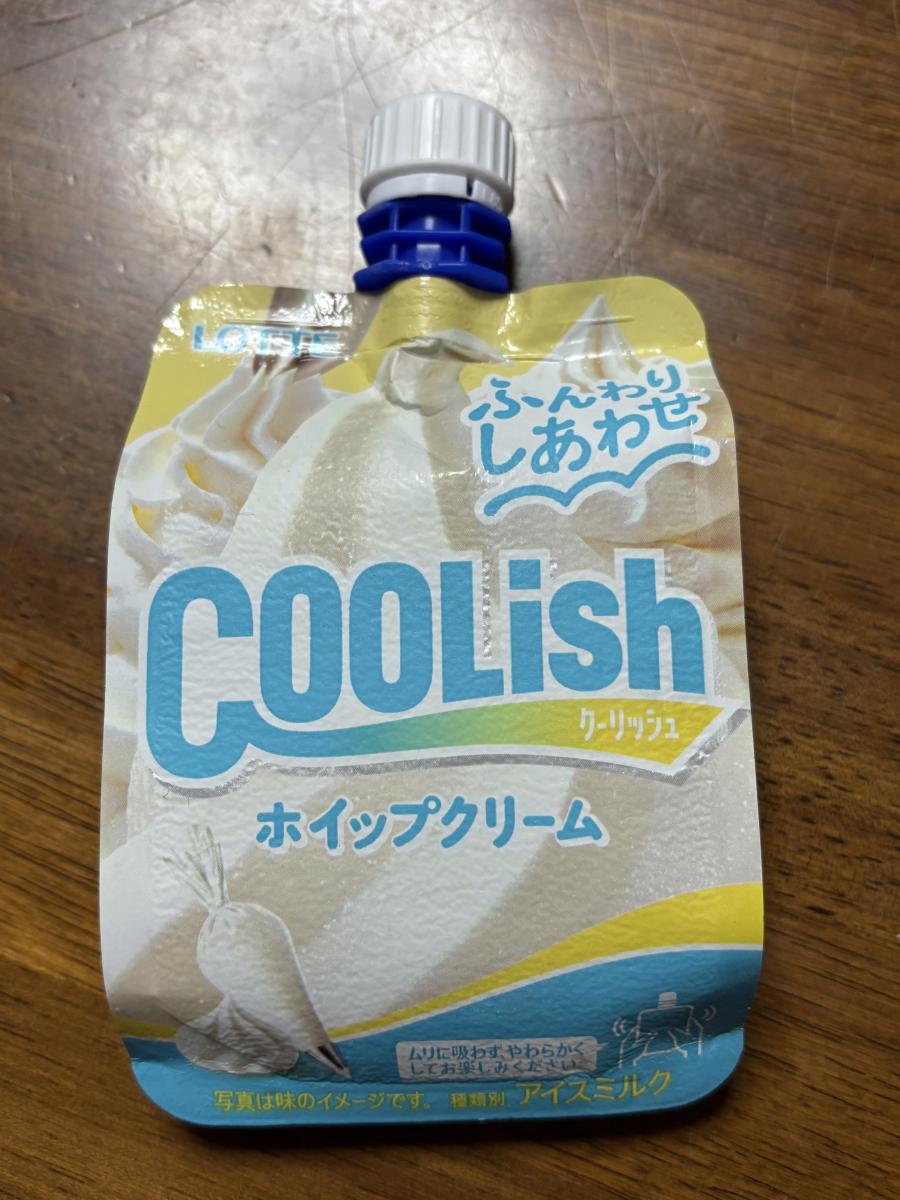 LOTTE
ふんわり
しあわせ
COOLish
クーリッシュ
ホイップクリーム
ムリに吸わずやわらかく
してお楽しみください
写真は味のイメージです。 種類別 アイスミルク